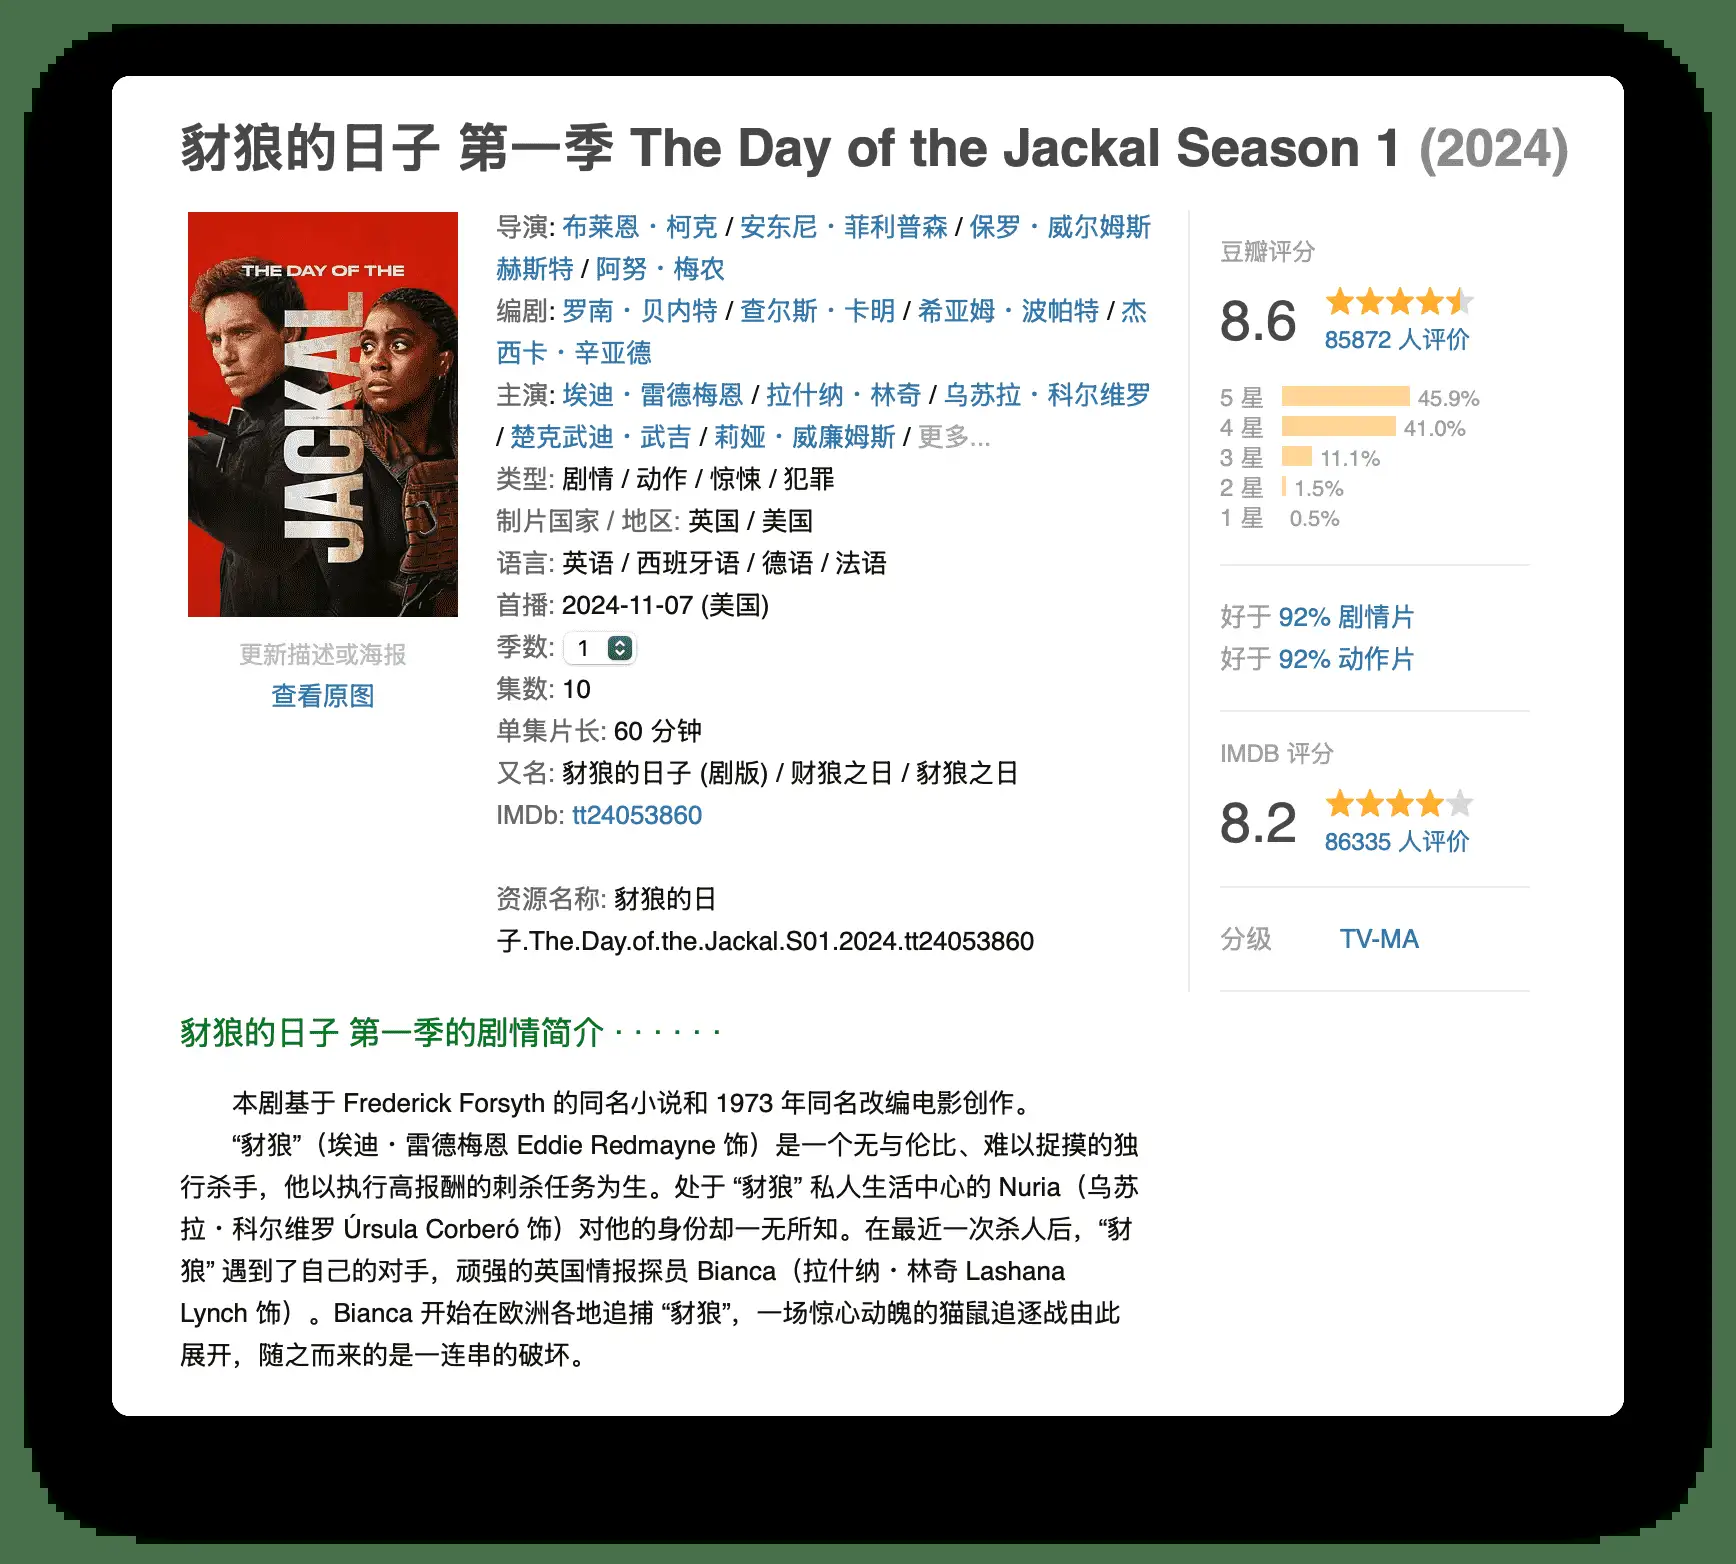 豺狼的日子 第一季 The Day of the Jackal Season 1 (2024)
THE DAY OF THE
JACKAL
更新描述或海报
查看原图
导演: 布莱恩·柯克 / 安东尼·菲利普森 / 保罗·威尔姆斯
赫斯特 / 阿努·梅农
编剧: 罗南·贝内特 / 查尔斯·卡明 / 希亚姆·波帕特 / 杰
西卡·辛亚德
主演: 埃迪·雷德梅恩 / 拉什纳·林奇 / 乌苏拉·科尔维罗
/ 楚克武迪·武吉 / 莉娅·威廉姆斯 / 更多...
类型: 剧情 / 动作 / 惊悚 / 犯罪
制片国家 / 地区: 英国 / 美国
语言: 英语 / 西班牙语 / 德语 / 法语
首播: 2024-11-07 (美国)
季数: 1
集数: 10
单集片长: 60 分钟
又名: 豺狼的日子 (剧版) / 财狼之日 / 豺狼之日
IMDb: tt24053860
资源名称: 豺狼的日
子.The.Day.of.the.Jackal.S01.2024.tt24053860
豆瓣评分
8.6
85872 人评价
5 星 45.9%
4 星 41.0%
3 星 11.1%
2 星 1.5%
1 星 0.5%
好于 92% 剧情片
好于 92% 动作片
IMDB 评分
8.2
86335 人评价
分级 TV-MA
豺狼的日子 第一季的剧情简介 · · · · · ·
本剧基于 Frederick Forsyth 的同名小说和 1973 年同名改编电影创作。
“豺狼”（埃迪·雷德梅恩 Eddie Redmayne 饰）是一个无与伦比、难以捉摸的独
行杀手，他以执行高报酬的刺杀任务为生。处于 “豺狼” 私人生活中心的 Nuria（乌苏
拉·科尔维罗 Úrsula Corberó 饰）对他的身份却一无所知。在最近一次杀人后，“豺
狼” 遇到了自己的对手，顽强的英国情报探员 Bianca（拉什纳·林奇 Lashana
Lynch 饰）。Bianca 开始在欧洲各地追捕 “豺狼”，一场惊心动魄的猫鼠追逐战由此
展开，随之而来的是一连串的破坏。